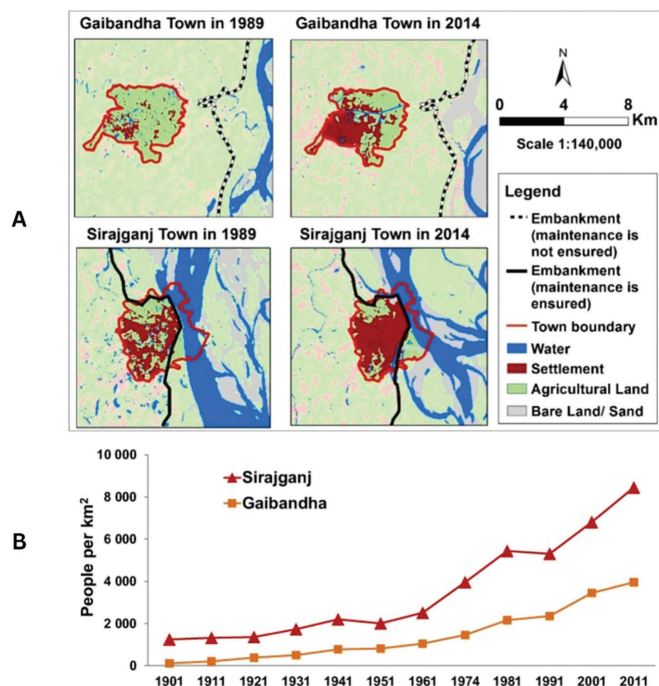 Gaibandha Town in 1989
Gaibandha Town in 2014
N
0 4 8
Km
Scale 1:140,000
A
Sirajganj Town in 1989
Sirajganj Town in 2014
Legend
Embankment
(maintenance is
not ensured)
Embankment
(maintenance is
ensured)
Town boundary
Water
Settlement
Agricultural Land
Bare Land/ Sand
B
People per km²
10 000
8 000
6 000
4 000
2 000
0
Sirajganj
Gaibandha
1901 1911 1921 1931 1941 1951 1961 1974 1981 1991 2001 2011